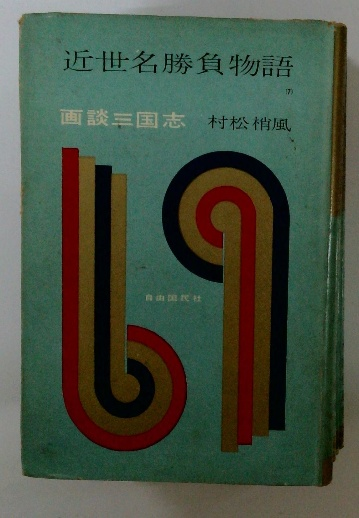 近世名勝負物語
(7)
画談三国志 村松梢風
自由国民社